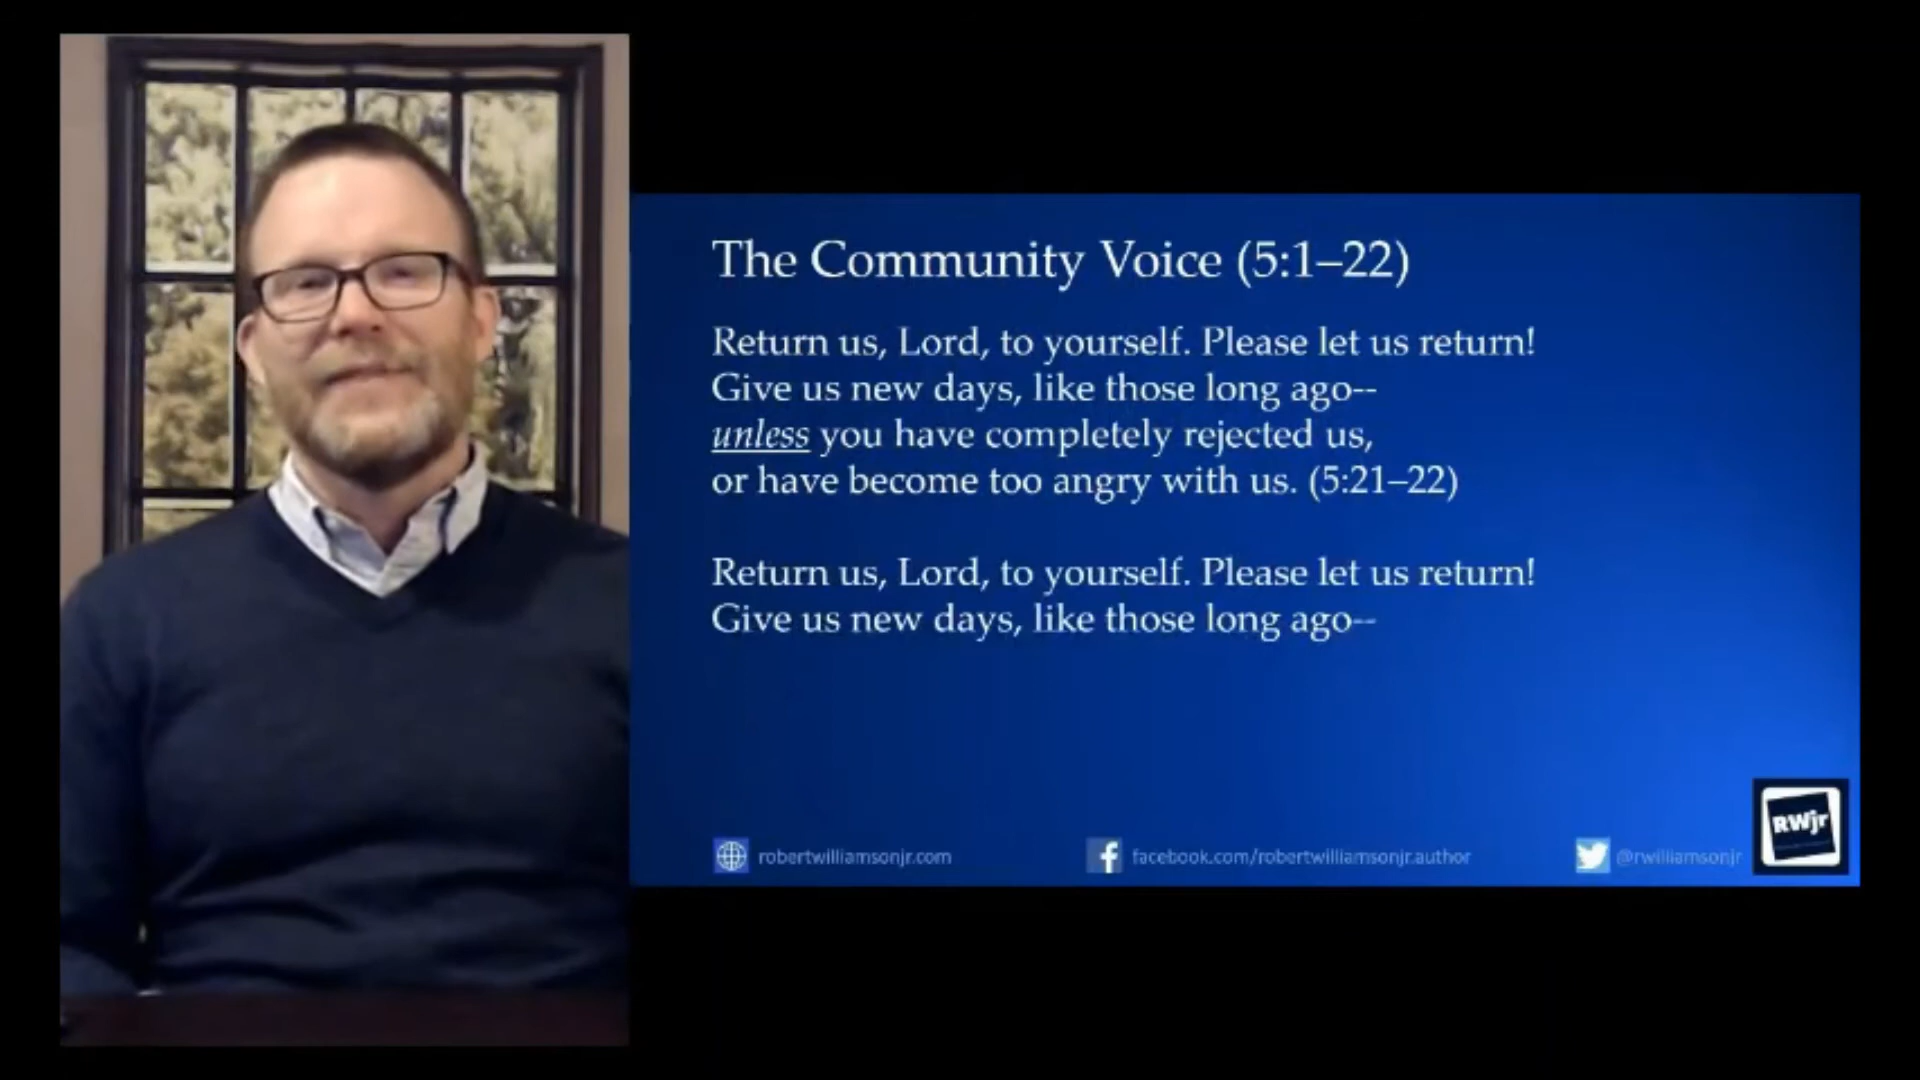 The Community Voice (5:1–22)
Return us, Lord, to yourself. Please let us return!
Give us new days, like those long ago--
unless you have completely rejected us,
or have become too angry with us. (5:21–22)
Return us, Lord, to yourself. Please let us return!
Give us new days, like those long ago--
robertwilliamsonjr.com
facebook.com/robertwilliamsonjr.author
@rwilliamsonjr
RWjr